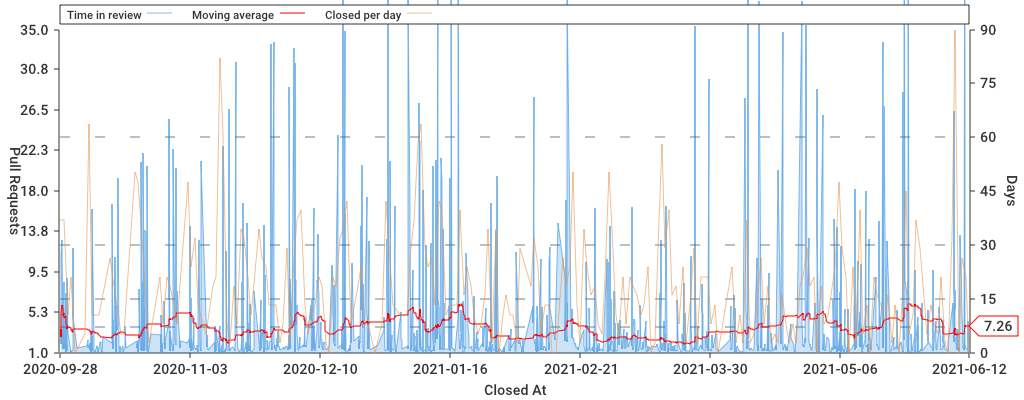 Time in review Moving average Closed per day
35.0 90
30.8 75
26.5 60
22.3 45
18.0 30
13.8 15
9.5 0
5.3
1.0
Pull Requests
Days
7.26
2020-09-28 2020-11-03 2020-12-10 2021-01-16 2021-02-21 2021-03-30 2021-05-06 2021-06-12
Closed At